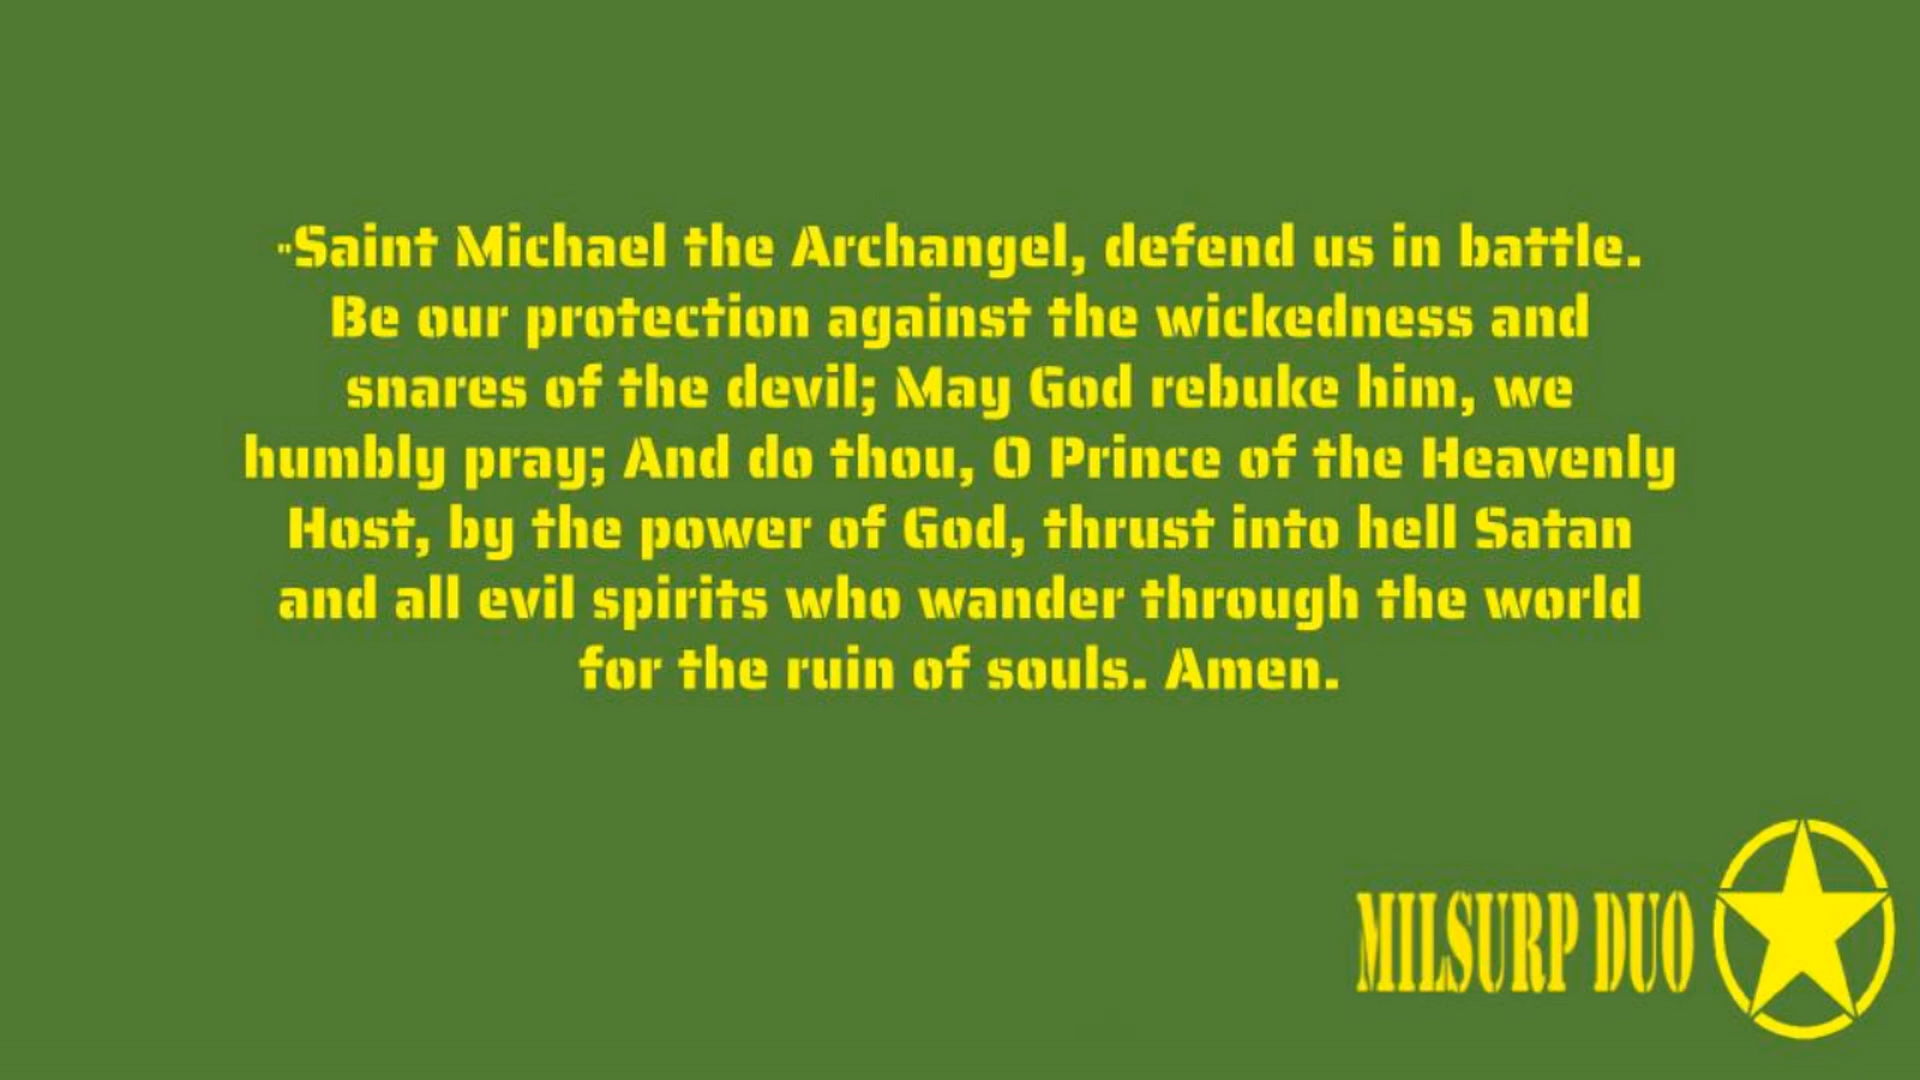 "Saint Michael the Archangel, defend us in battle.
Be our protection against the wickedness and
snares of the devil; May God rebuke him, we
humbly pray; And do thou, O Prince of the Heavenly
Host, by the power of God, thrust into hell Satan
and all evil spirits who wander through the world
for the ruin of souls. Amen.
MILSURP DUO